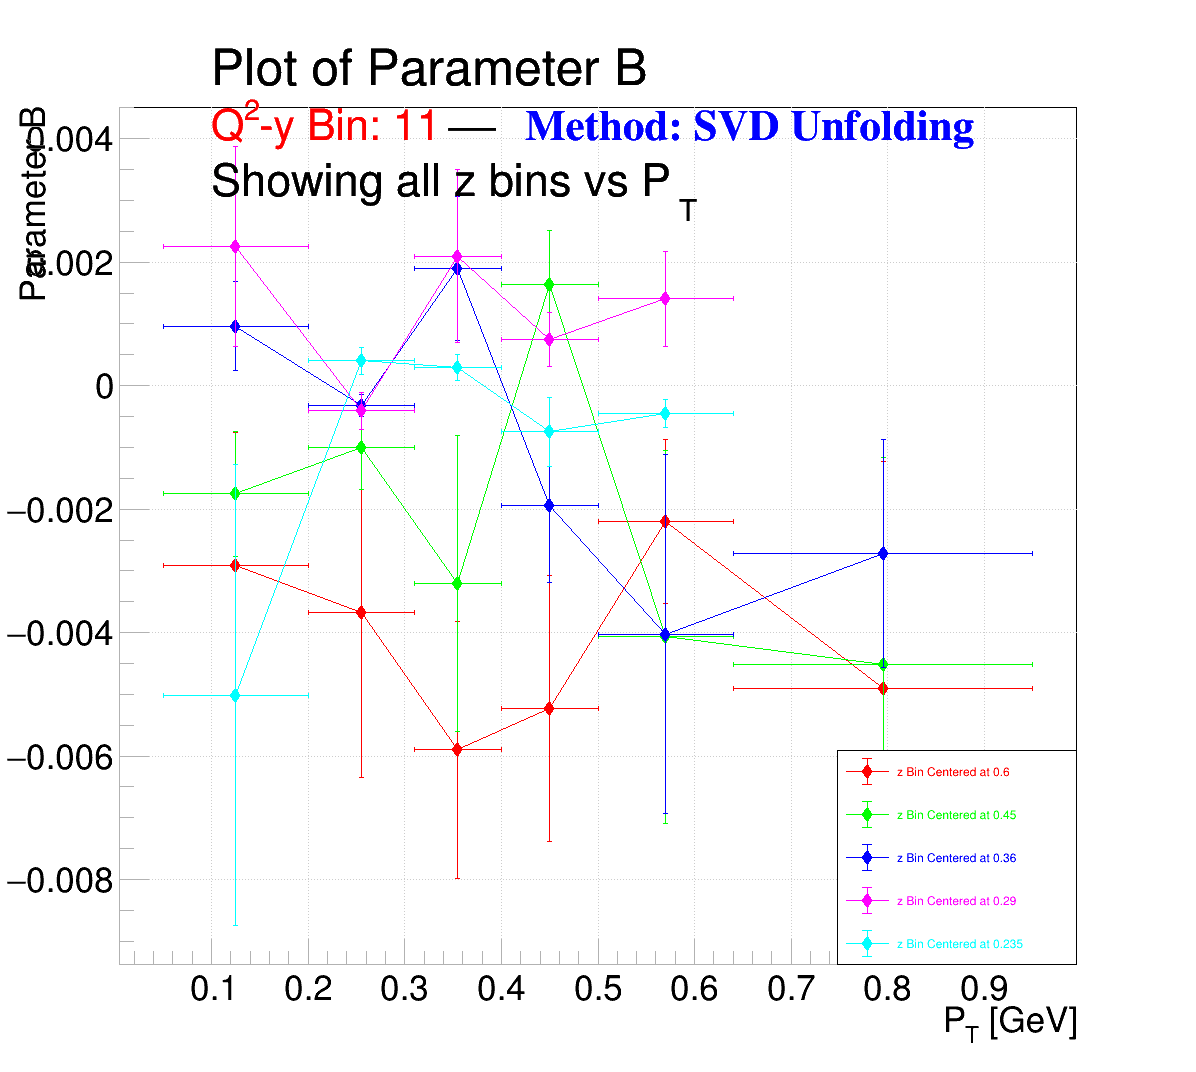 Plot of Parameter B
Q2-y Bin: 11 — Method: SVD Unfolding
Showing all z bins vs PT
Parameter B
0.004
0.002
0
−0.002
−0.004
−0.006
−0.008
z Bin Centered at 0.6
z Bin Centered at 0.45
z Bin Centered at 0.36
z Bin Centered at 0.29
z Bin Centered at 0.235
0.1 0.2 0.3 0.4 0.5 0.6 0.7 0.8 0.9
PT [GeV]